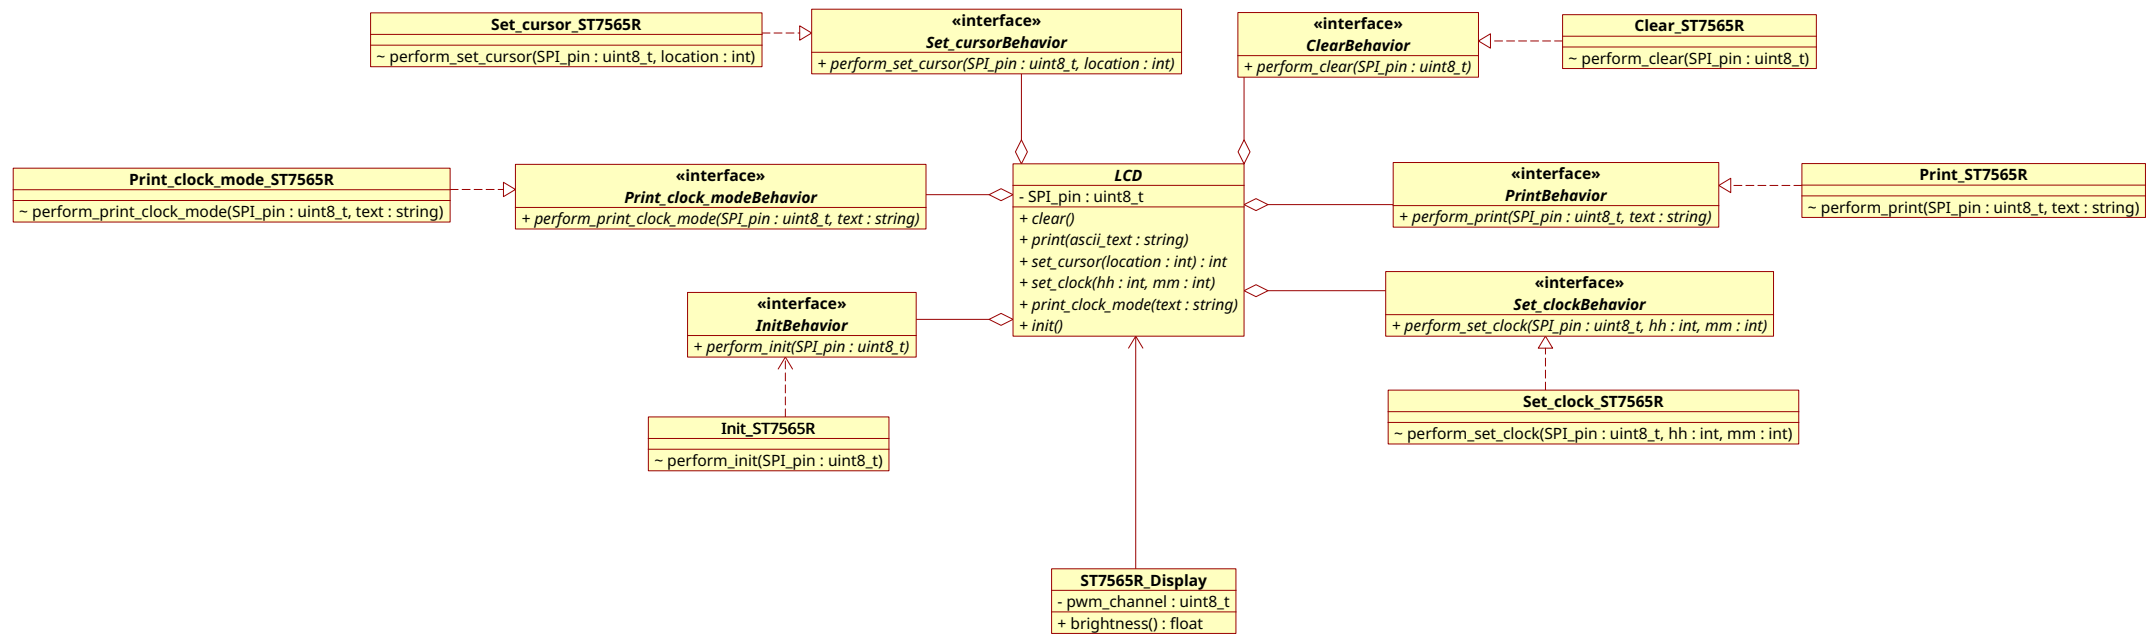 Set_cursor_ST7565R
~ perform_set_cursor(SPI_pin : uint8_t, location : int)
«interface»
Set_cursorBehavior
+ perform_set_cursor(SPI_pin : uint8_t, location : int)
«interface»
ClearBehavior
+ perform_clear(SPI_pin : uint8_t)
Clear_ST7565R
~ perform_clear(SPI_pin : uint8_t)
Print_clock_mode_ST7565R
~ perform_print_clock_mode(SPI_pin : uint8_t, text : string)
«interface»
Print_clock_modeBehavior
+ perform_print_clock_mode(SPI_pin : uint8_t, text : string)
LCD
- SPI_pin : uint8_t
+ clear()
+ print(ascii_text : string)
+ set_cursor(location : int) : int
+ set_clock(hh : int, mm : int)
+ print_clock_mode(text : string)
+ init()
«interface»
PrintBehavior
+ perform_print(SPI_pin : uint8_t, text : string)
Print_ST7565R
~ perform_print(SPI_pin : uint8_t, text : string)
«interface»
InitBehavior
+ perform_init(SPI_pin : uint8_t)
«interface»
Set_clockBehavior
+ perform_set_clock(SPI_pin : uint8_t, hh : int, mm : int)
Init_ST7565R
~ perform_init(SPI_pin : uint8_t)
Set_clock_ST7565R
~ perform_set_clock(SPI_pin : uint8_t, hh : int, mm : int)
ST7565R_Display
- pwm_channel : uint8_t
+ brightness() : float